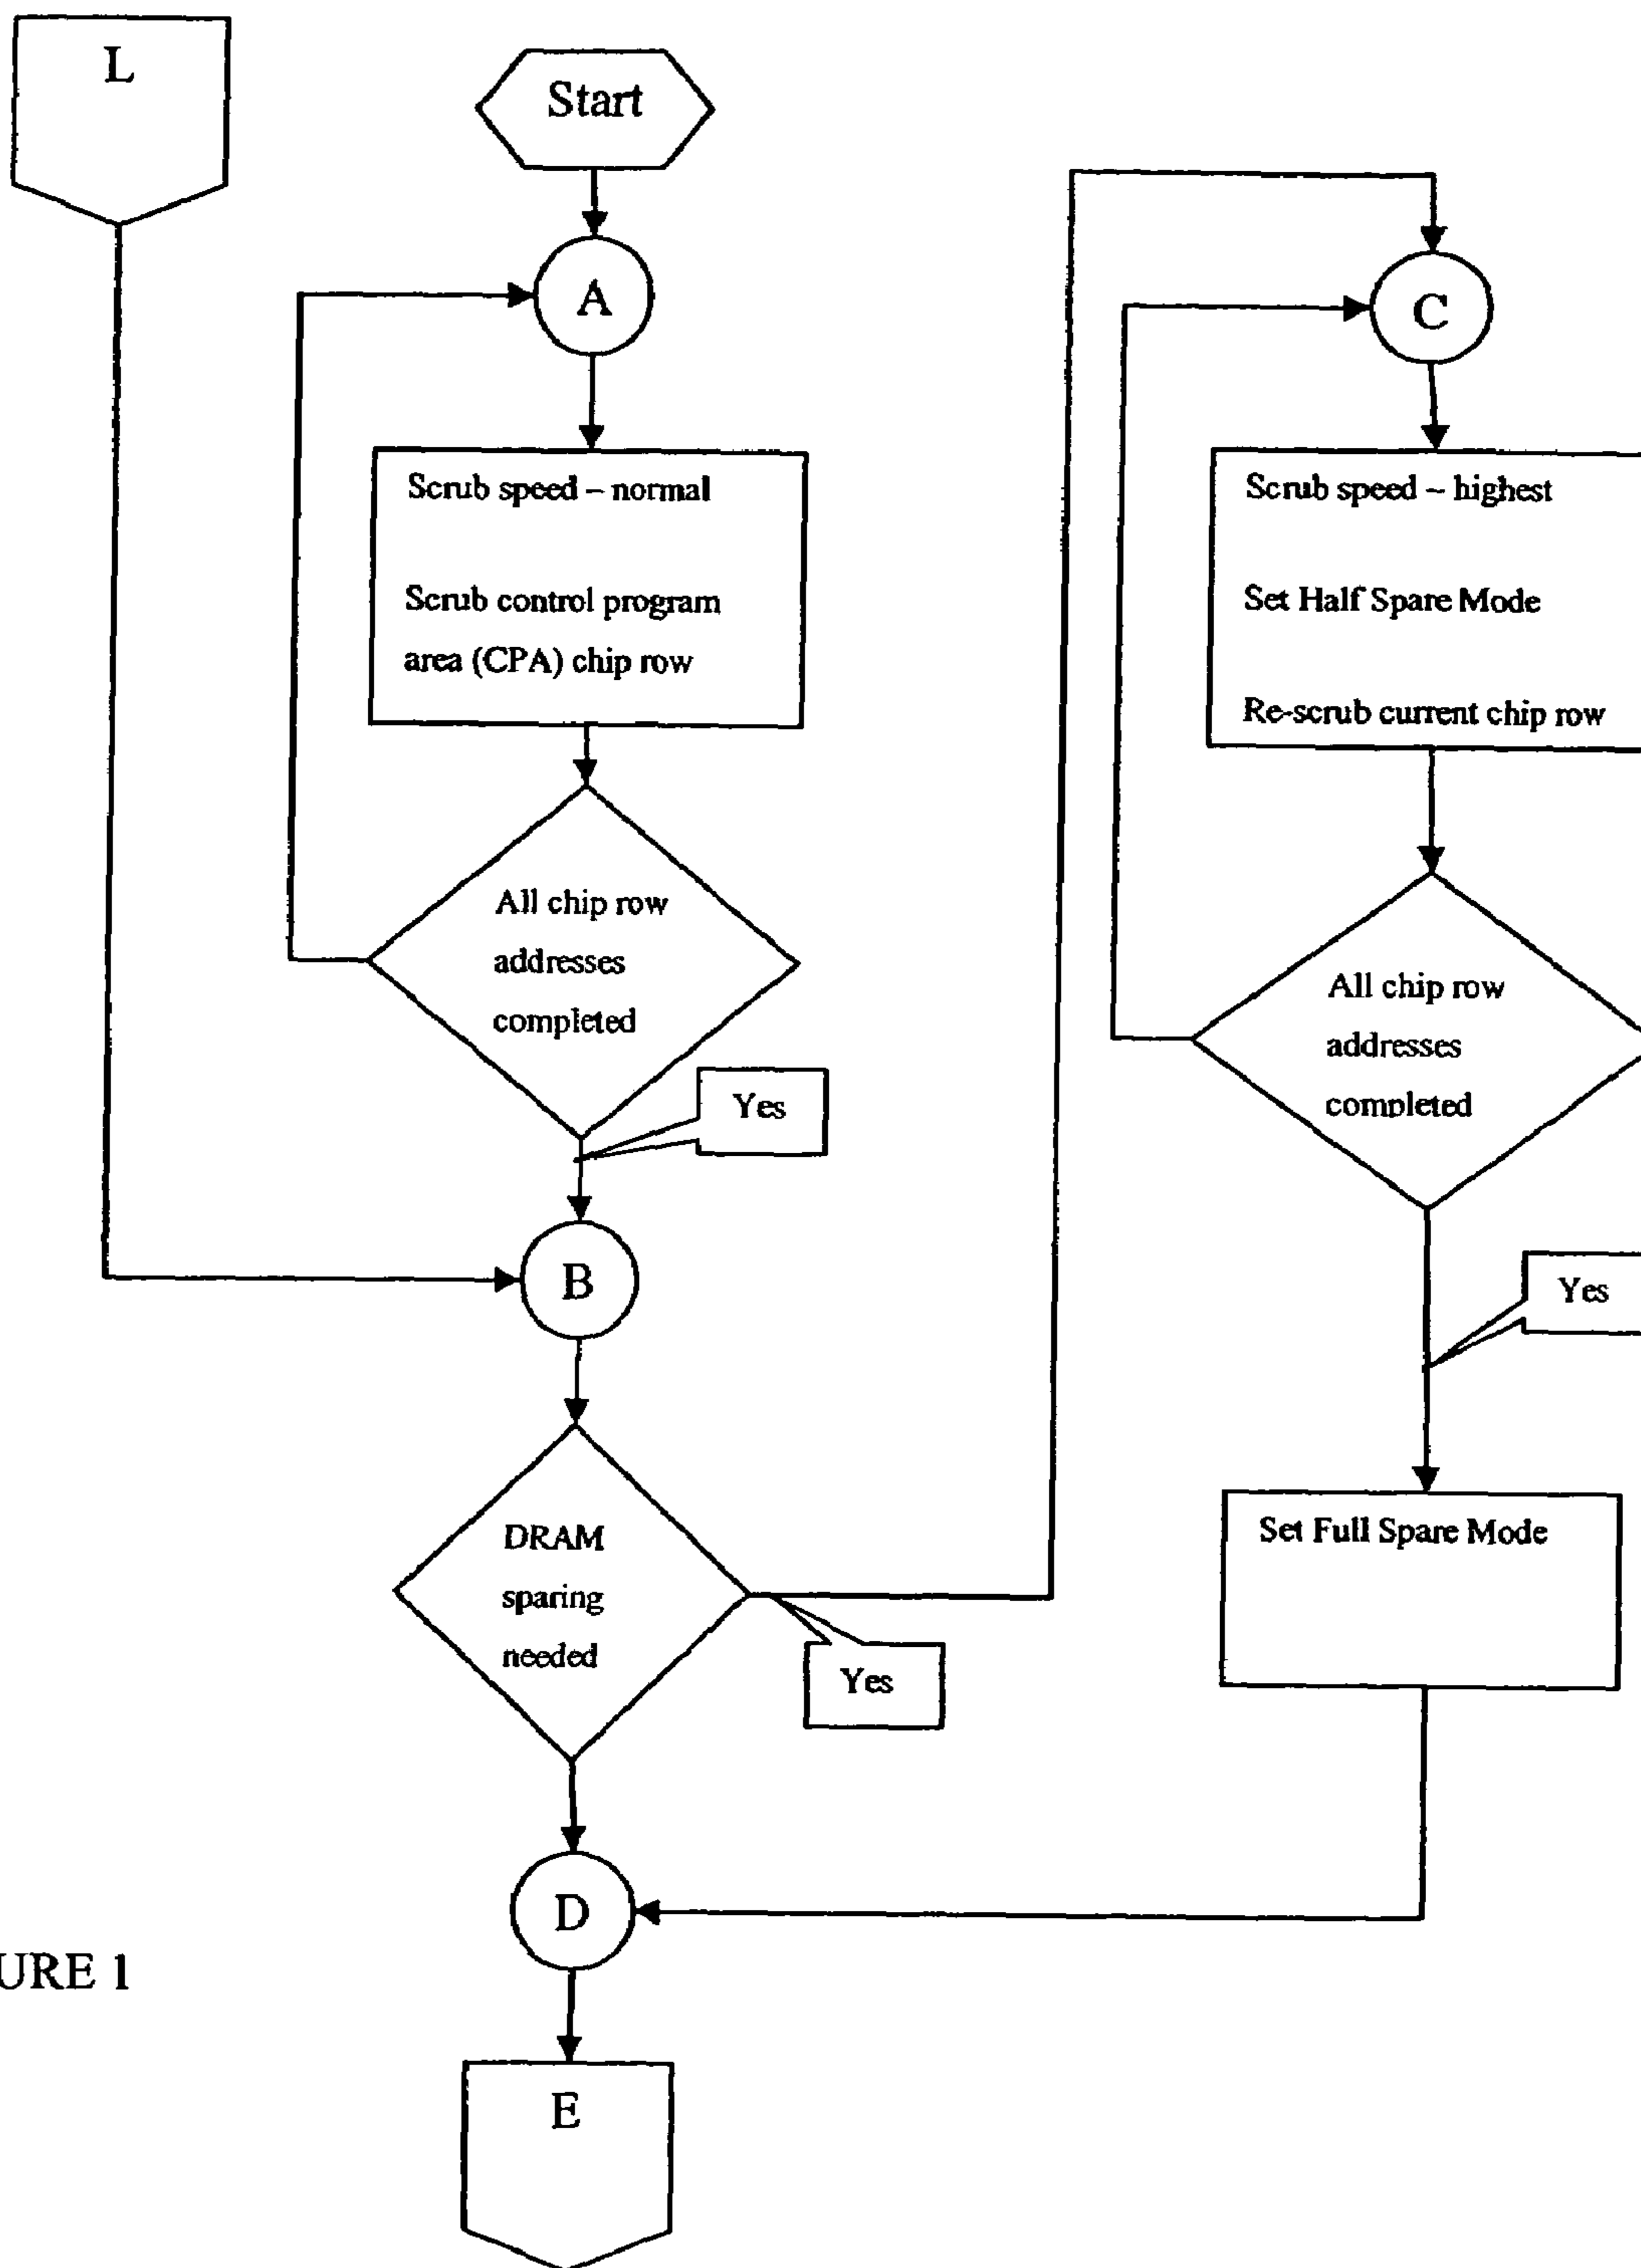 L
Start
A
Scrub speed – normal
Scrub control program
area (CPA) chip row
All chip row
addresses
completed
Yes
B
DRAM
sparing
needed
Yes
D
E
C
Scrub speed – highest
Set Half Spare Mode
Re-scrub current chip row
All chip row
addresses
completed
Yes
Set Full Spare Mode
URE 1